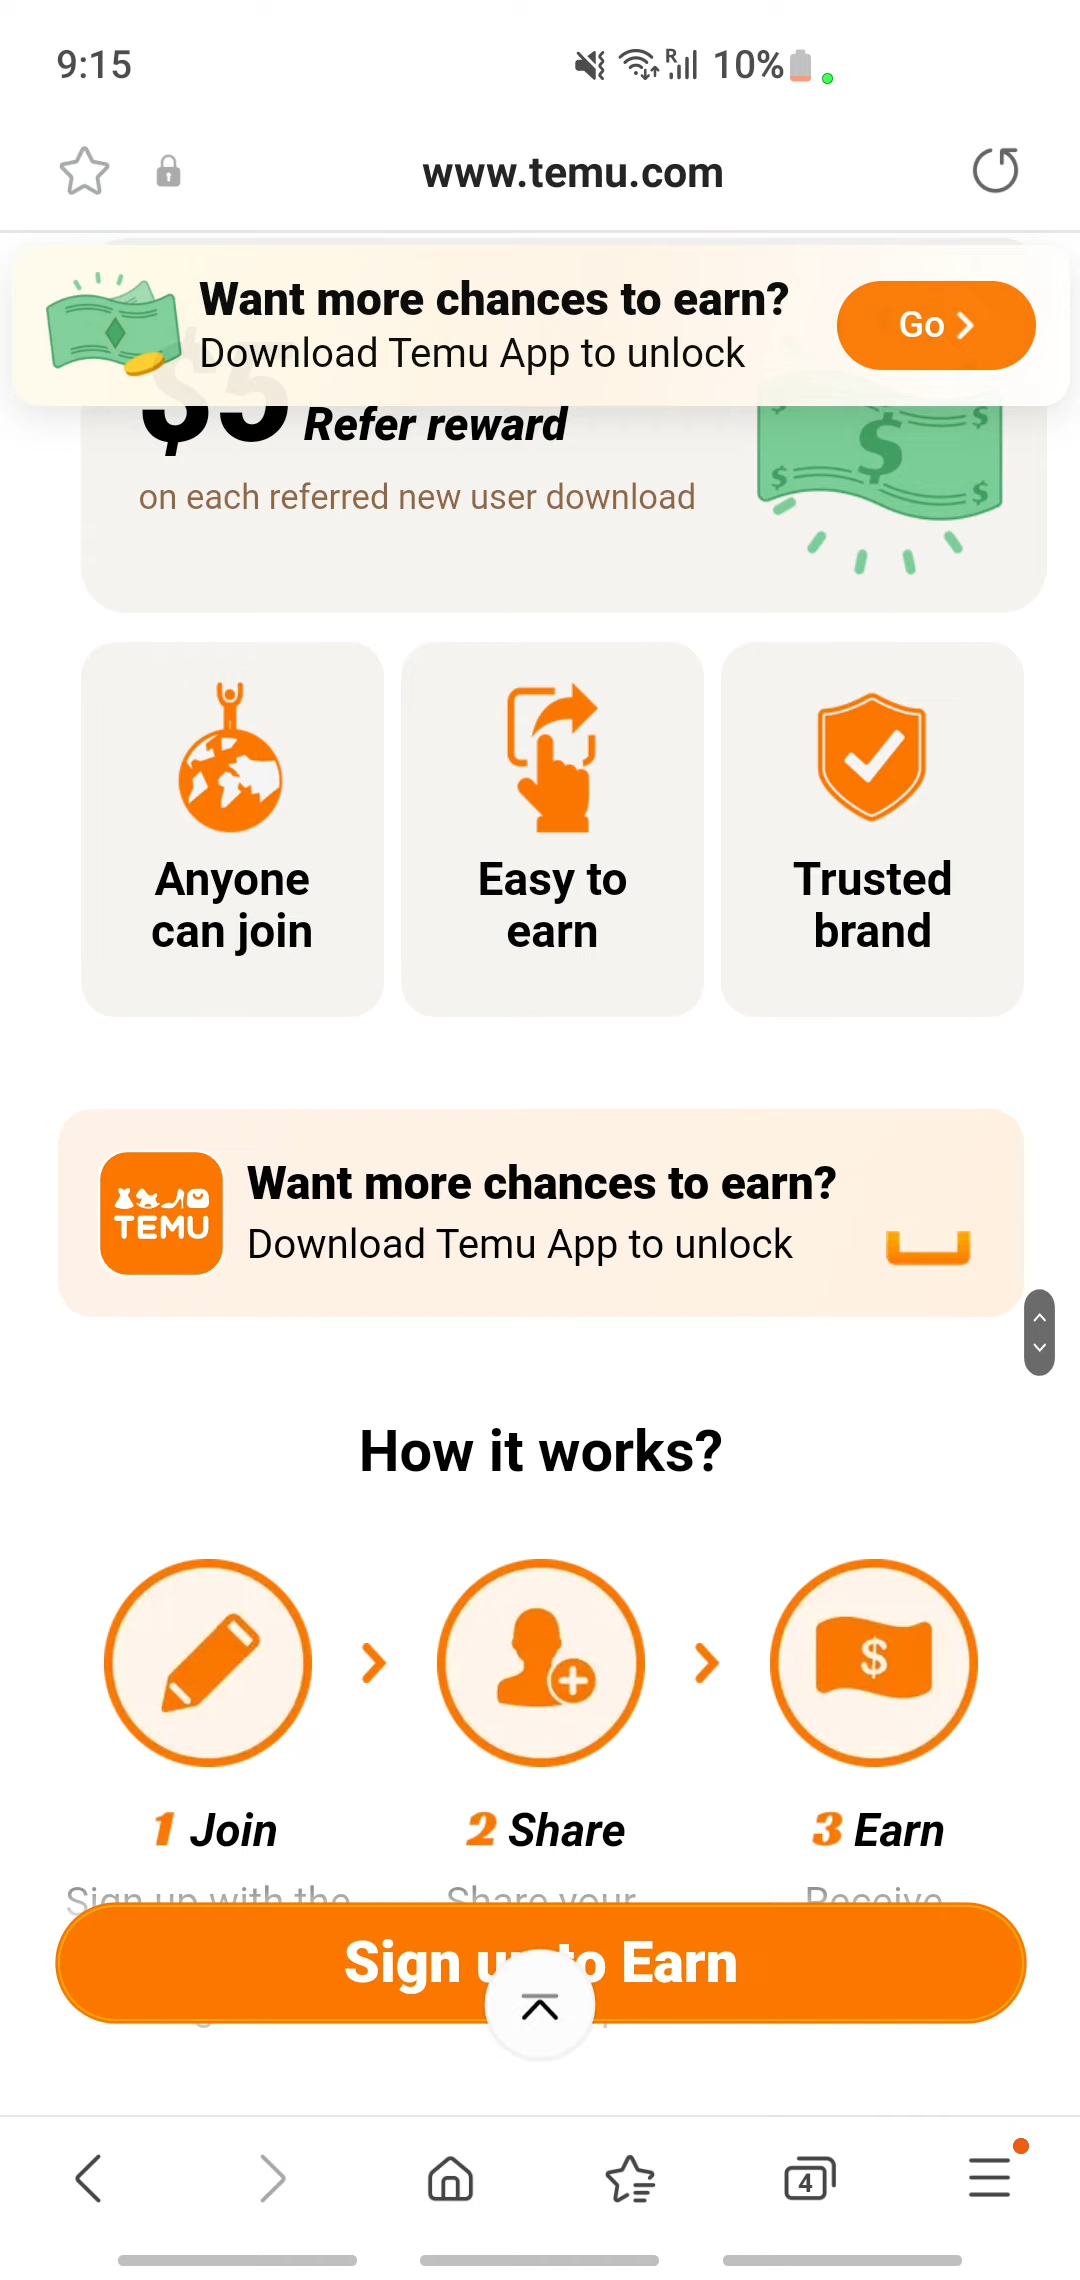 9:15
R
10%
www.temu.com
Want more chances to earn?
Download Temu App to unlock
Go
$5 Refer reward
on each referred new user download
Anyone
can join
Easy to
earn
Trusted
brand
TEMU
Want more chances to earn?
Download Temu App to unlock
How it works?
1 Join
2 Share
3 Earn
Sign up with the
Share your
Receive
Sign up to Earn
4